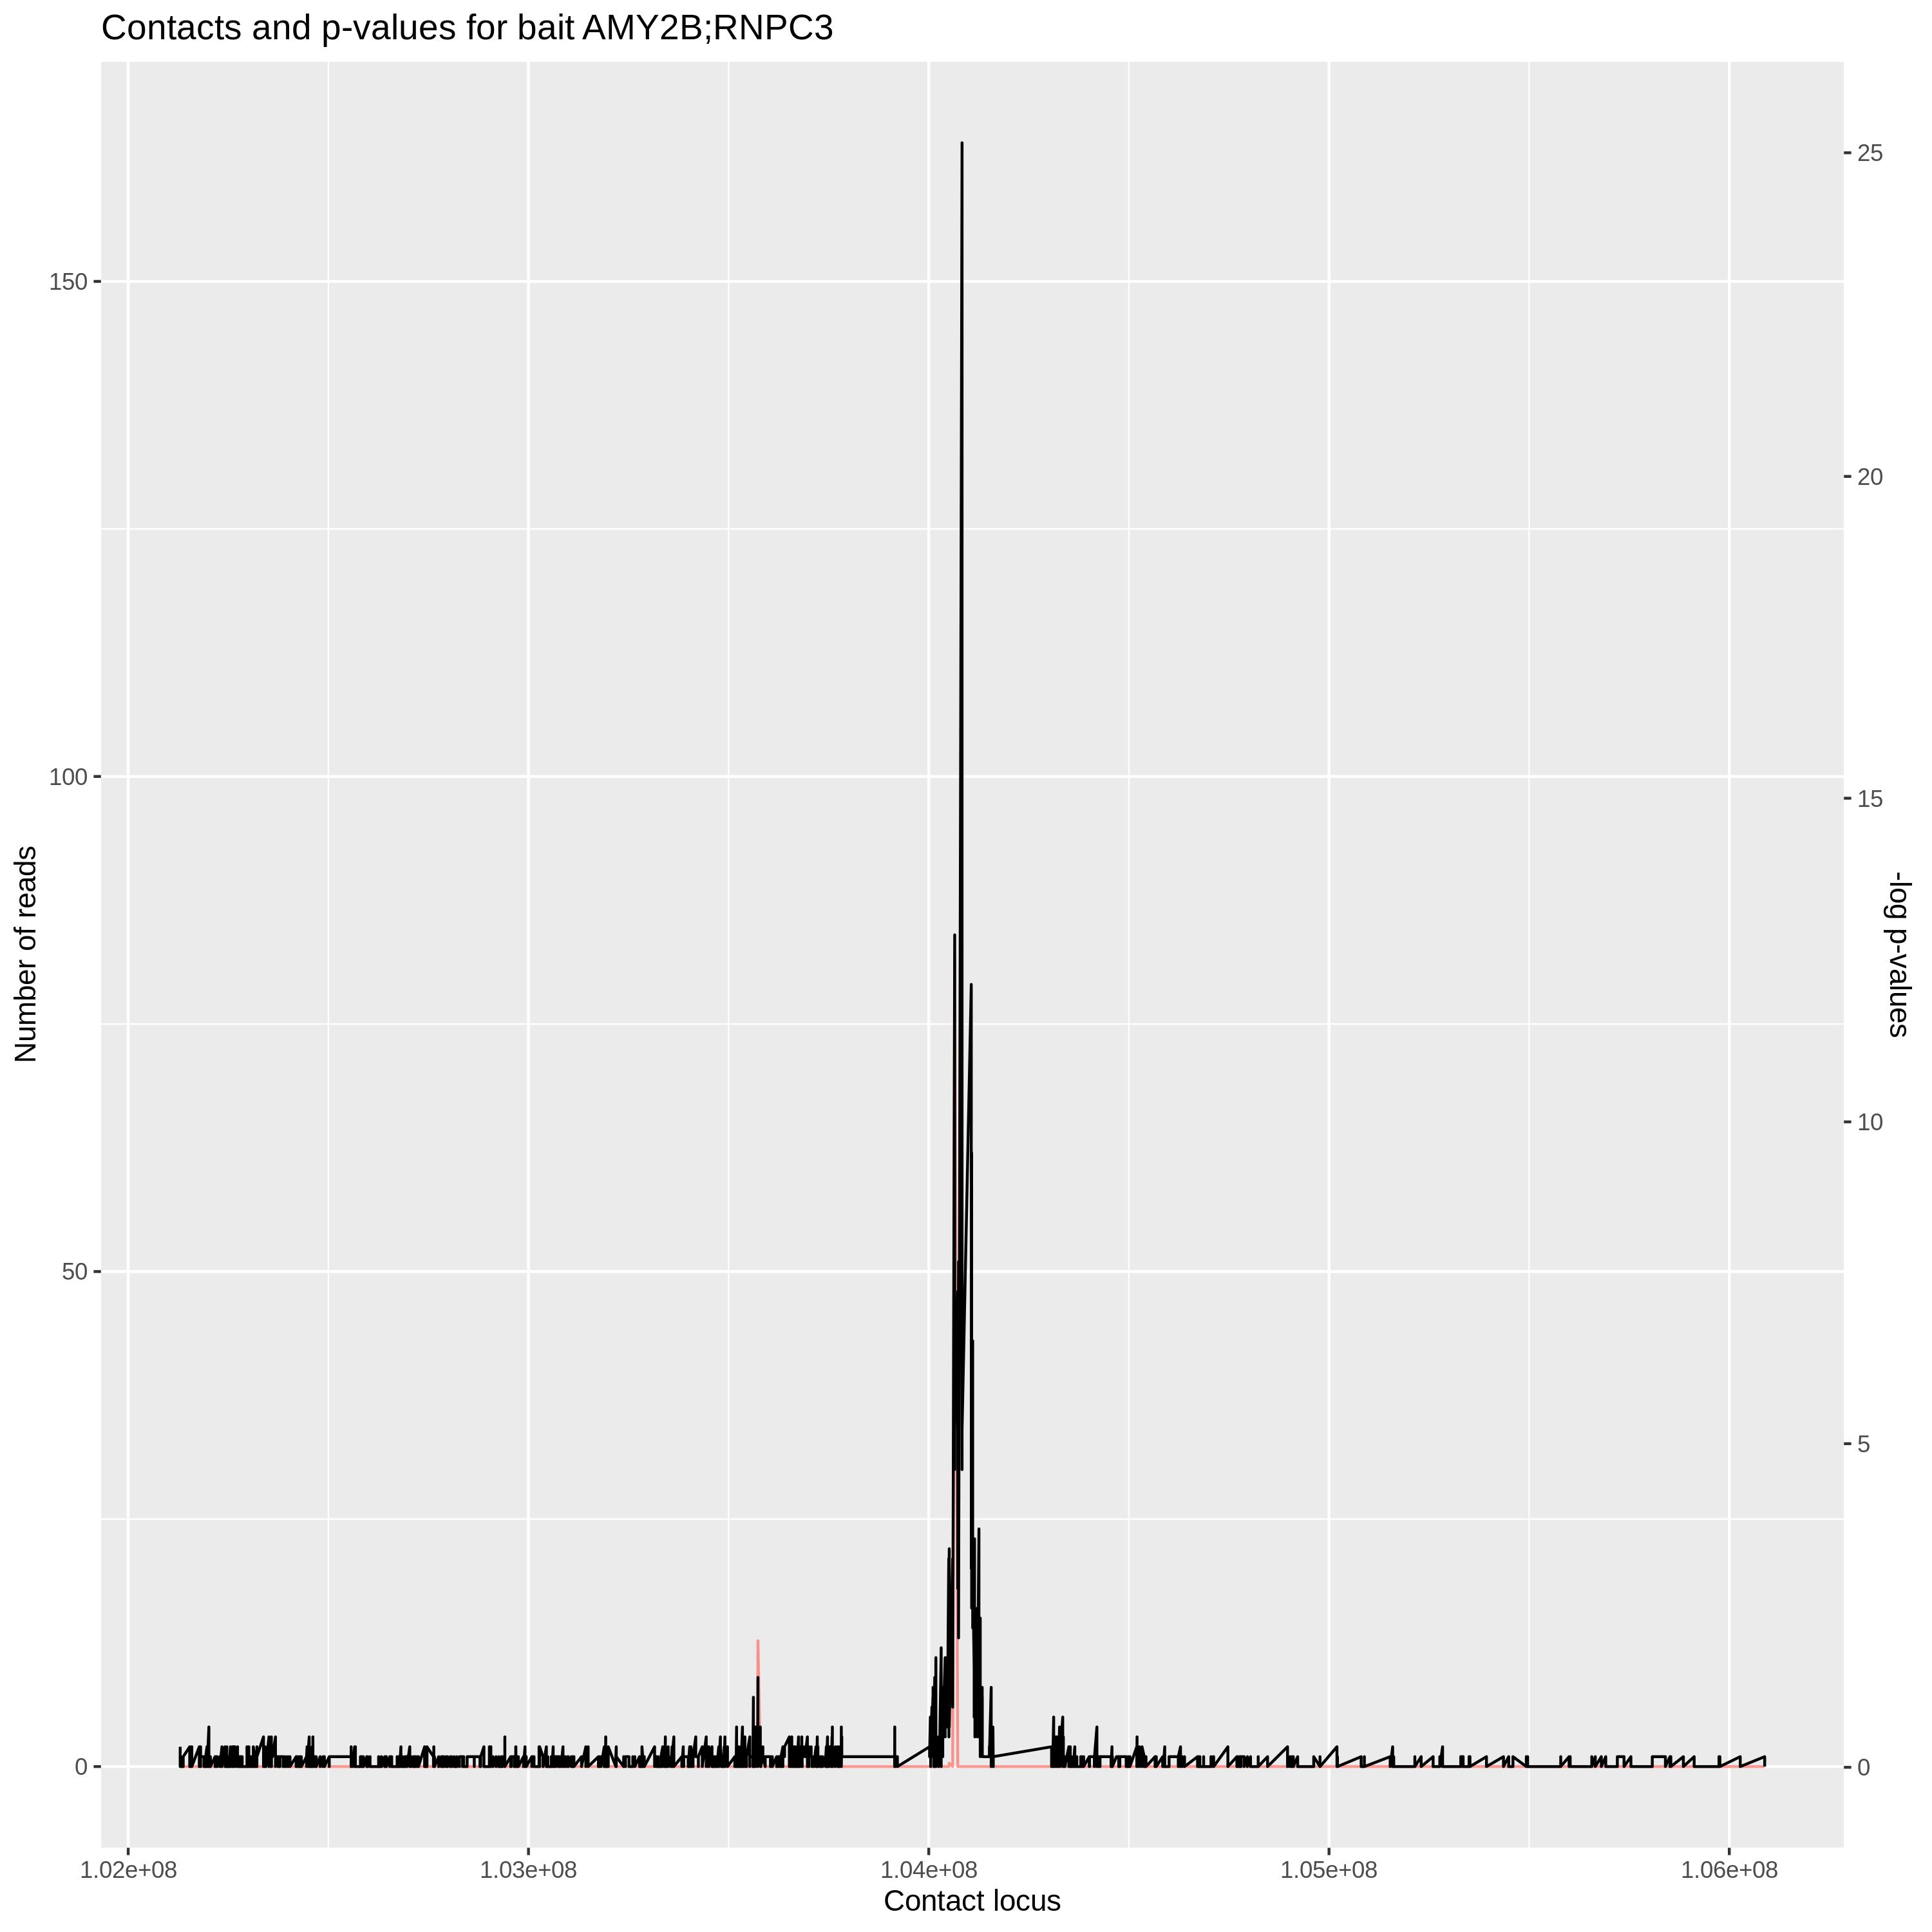 Contacts and p-values for bait AMY2B;RNPC3
150
100
50
0
Number of reads
25
20
15
10
5
0
-log p-values
1.02e+08 1.03e+08 1.04e+08 1.05e+08 1.06e+08
Contact locus